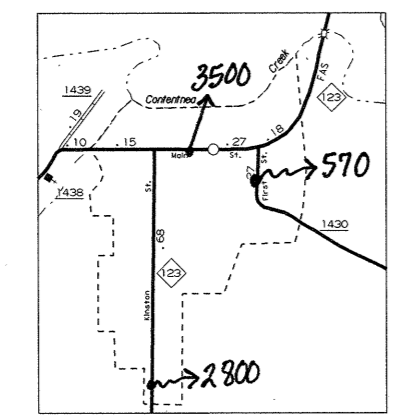 FAS
Creek
3500
1439
123
Contentnea
.19
.18
.10
.15
.27
Main St.
St.
570
First
.27
1438
St.
1430
.68
123
Kinston
2800